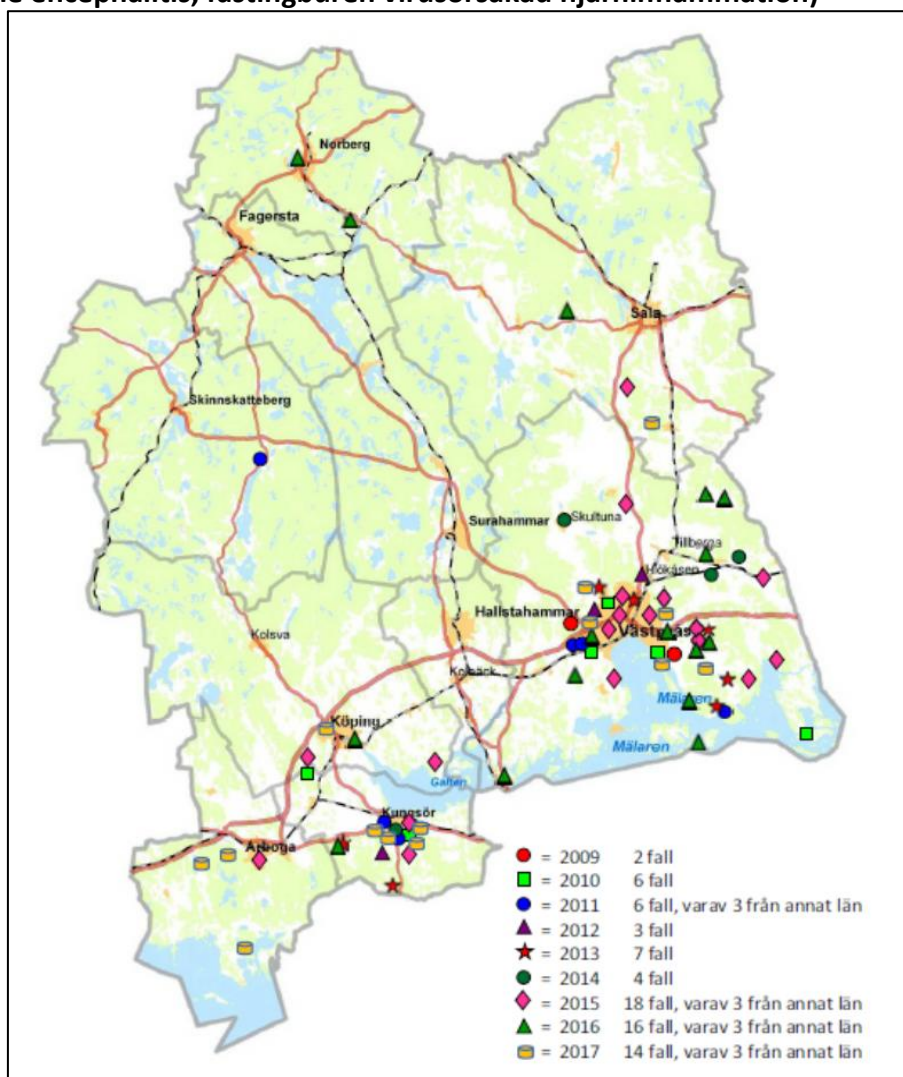 encephalitis, fästingburen virusorsakad hjärninflammation)
Norberg
Fagersta
Sala
Skinnskatteberg
Skultuna
Surahammar
Tillberga
Hökåsen
Hallstahammar
Kolsva
Kolbäck
Mälaren
Köping
Mälaren
Galten
Kungsör
Arboga
= 2009 2 fall
= 2010 6 fall
= 2011 6 fall, varav 3 från annat län
= 2012 3 fall
= 2013 7 fall
= 2014 4 fall
= 2015 18 fall, varav 3 från annat län
= 2016 16 fall, varav 3 från annat län
= 2017 14 fall, varav 3 från annat län